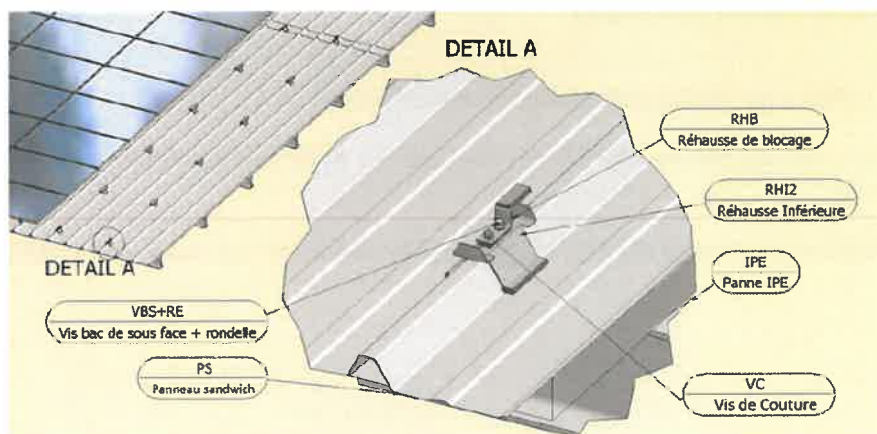 DETAIL A
RHB
Réhausse de blocage
RHI2
Réhausse Inférieure
DETAIL A
IPE
Panne IPE
VBS+RE
Vis bac de sous face + rondelle
PS
Panneau sandwich
VC
Vis de Couture